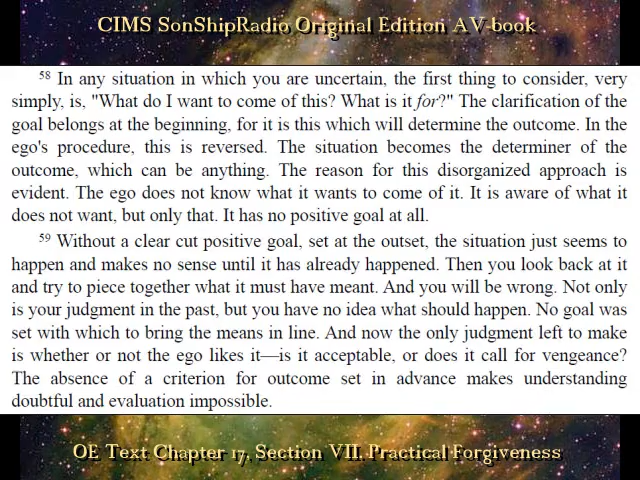 CIMS SonShipRadio Original Edition AV-book
58 In any situation in which you are uncertain, the first thing to consider, very
simply, is, "What do I want to come of this? What is it for?" The clarification of the
goal belongs at the beginning, for it is this which will determine the outcome. In the
ego's procedure, this is reversed. The situation becomes the determiner of the
outcome, which can be anything. The reason for this disorganized approach is
evident. The ego does not know what it wants to come of it. It is aware of what it
does not want, but only that. It has no positive goal at all.
59 Without a clear cut positive goal, set at the outset, the situation just seems to
happen and makes no sense until it has already happened. Then you look back at it
and try to piece together what it must have meant. And you will be wrong. Not only
is your judgment in the past, but you have no idea what should happen. No goal was
set with which to bring the means in line. And now the only judgment left to make
is whether or not the ego likes it—is it acceptable, or does it call for vengeance?
The absence of a criterion for outcome set in advance makes understanding
doubtful and evaluation impossible.
OE Text Chapter 17, Section VII. Practical Forgiveness